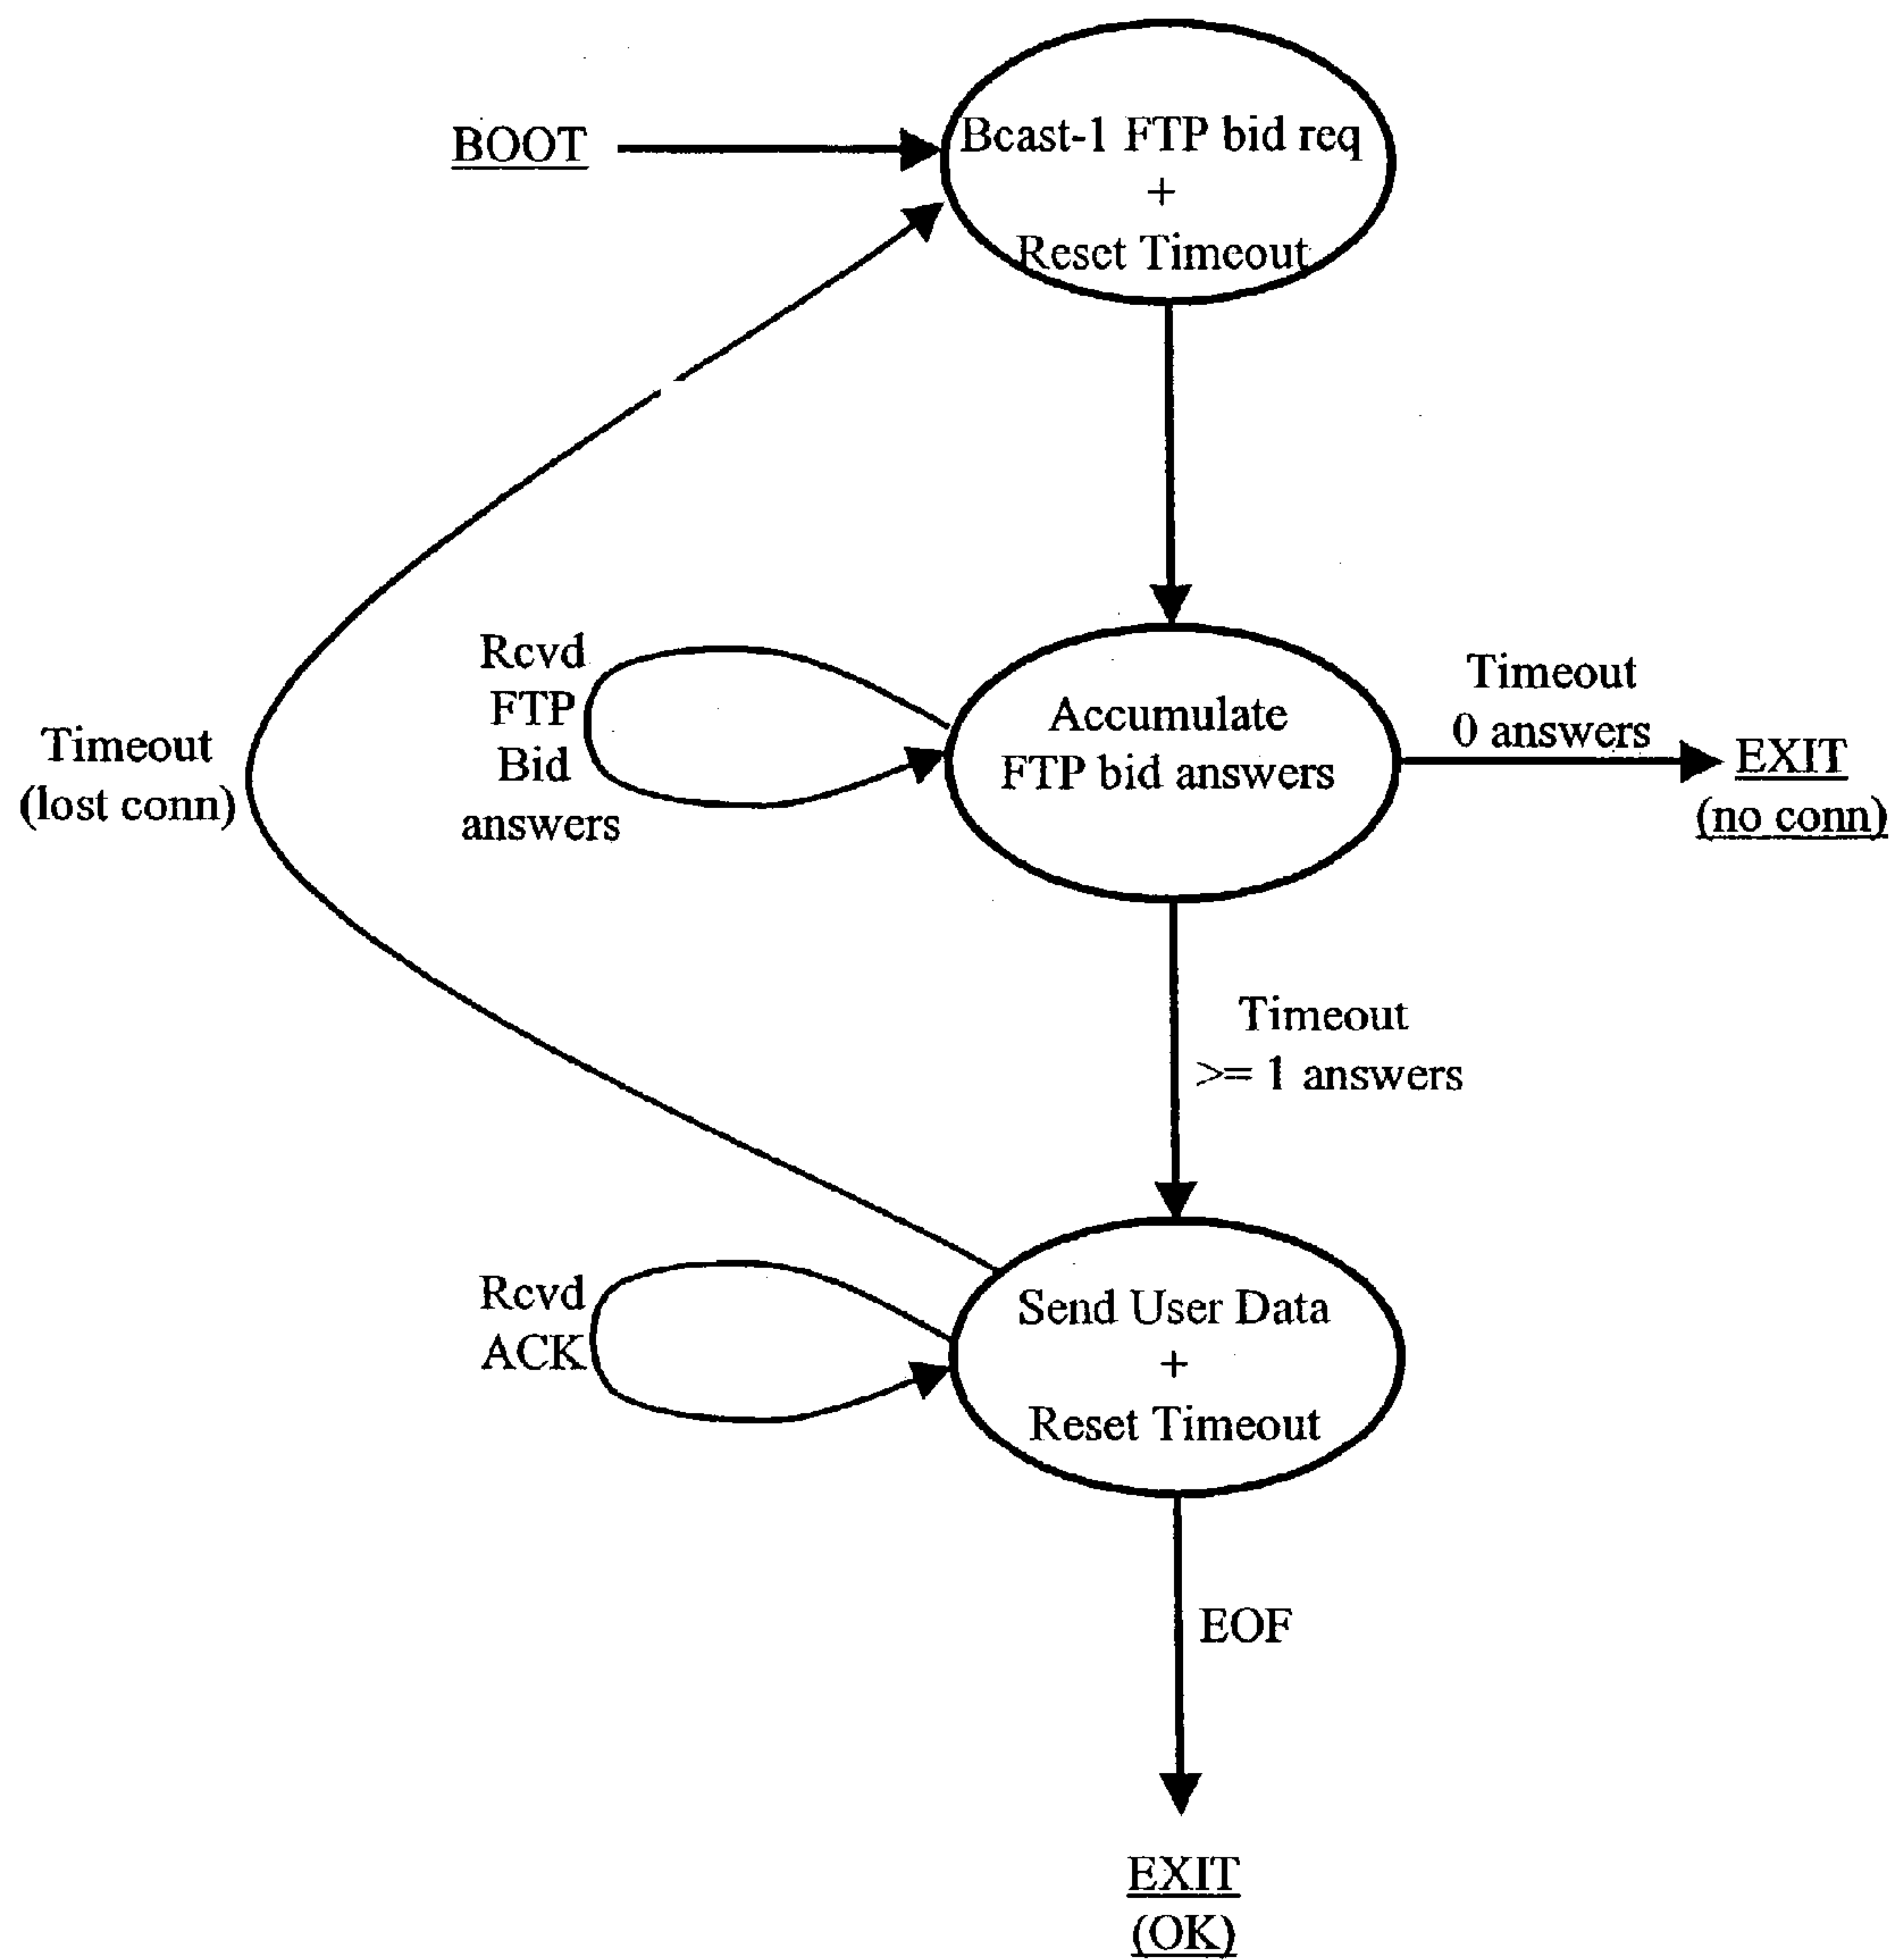 BOOT
Bcast-1 FTP bid req
+
Reset Timeout
Rcvd
FTP
Bid
answers
Timeout
(lost conn)
Accumulate
FTP bid answers
Timeout
0 answers
EXIT
(no conn)
Timeout
>= 1 answers
Rcvd
ACK
Send User Data
+
Reset Timeout
EOF
EXIT
(OK)